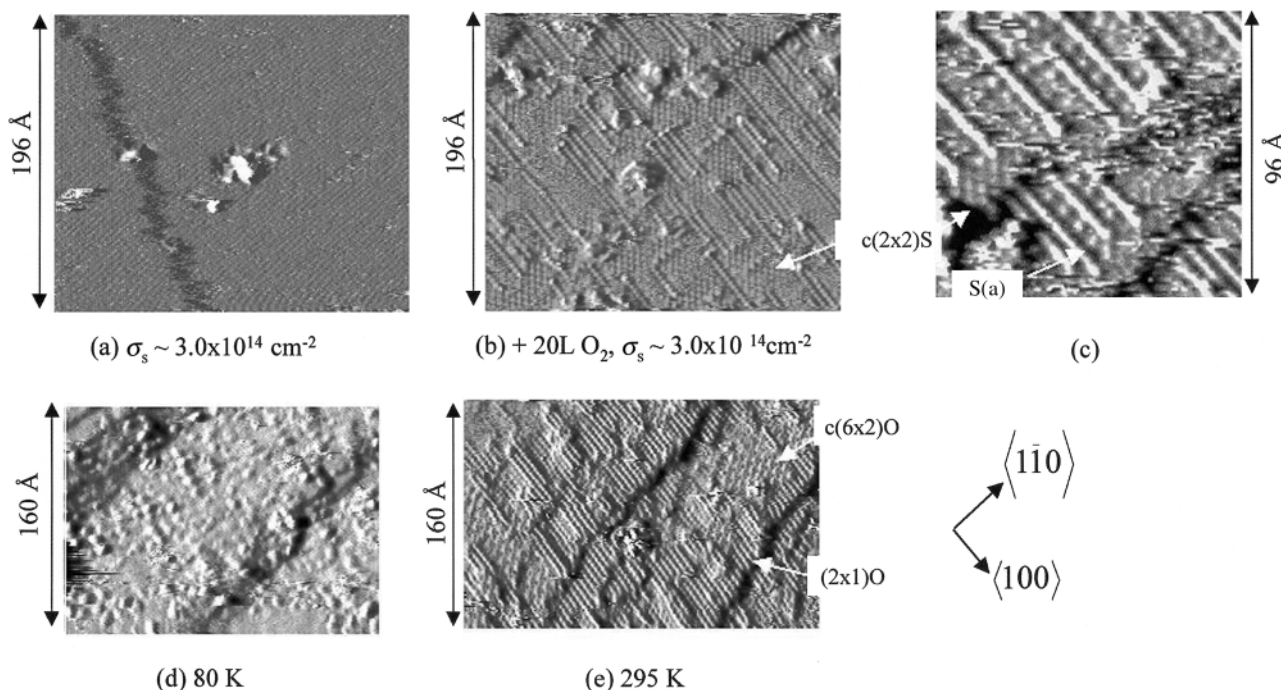 196 Å
196 Å
96 Å
c(2x2)S
S(a)
(a) σs ~ 3.0x10¹⁴ cm⁻²
(b) + 20L O₂, σs ~ 3.0x10 ¹⁴cm⁻²
(c)
160 Å
160 Å
c(6x2)O
(2x1)O
⟨11̄0⟩
⟨100⟩
(d) 80 K
(e) 295 K